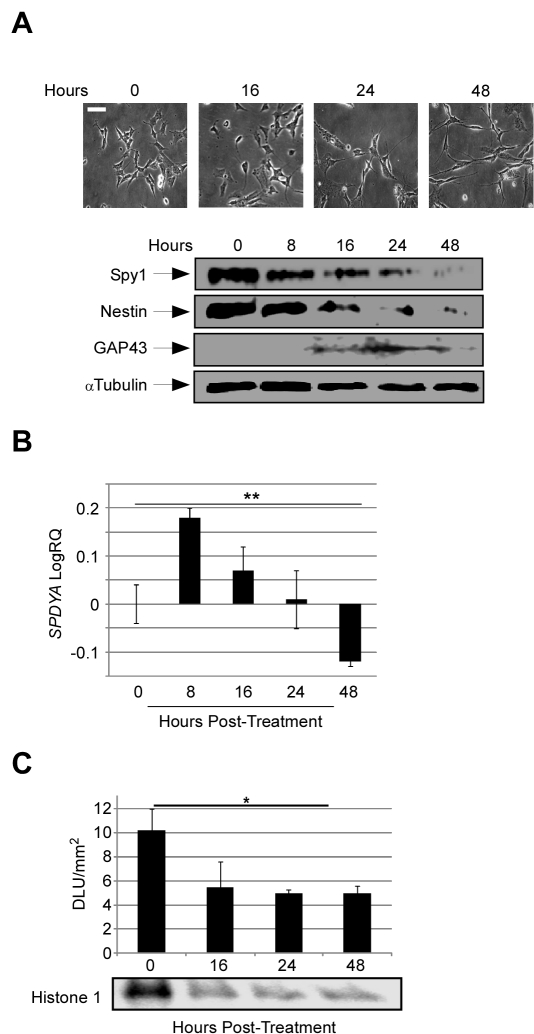 A
Hours 0 16 24 48
Hours 0 8 16 24 48
Spy1
Nestin
GAP43
αTubulin
B
**
0.2
0.1
0
-0.1
SPDYA LogRQ
0 8 16 24 48
Hours Post-Treatment
C
*
12
10
8
6
4
2
0
DLU/mm²
0 16 24 48
Histone 1
Hours Post-Treatment